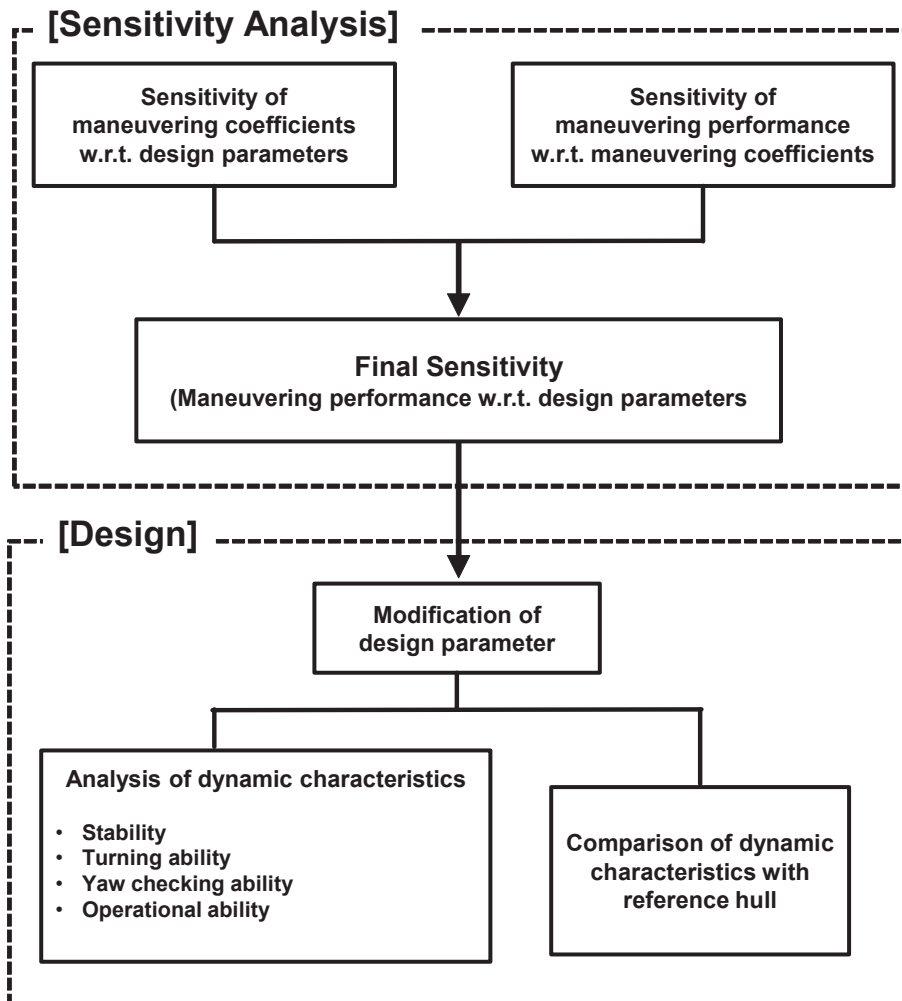 [Sensitivity Analysis]
Sensitivity of
maneuvering coefficients
w.r.t. design parameters
Sensitivity of
maneuvering performance
w.r.t. maneuvering coefficients
Final Sensitivity
(Maneuvering performance w.r.t. design parameters
[Design]
Modification of
design parameter
Analysis of dynamic characteristics
• Stability
• Turning ability
• Yaw checking ability
• Operational ability
Comparison of dynamic
characteristics with
reference hull